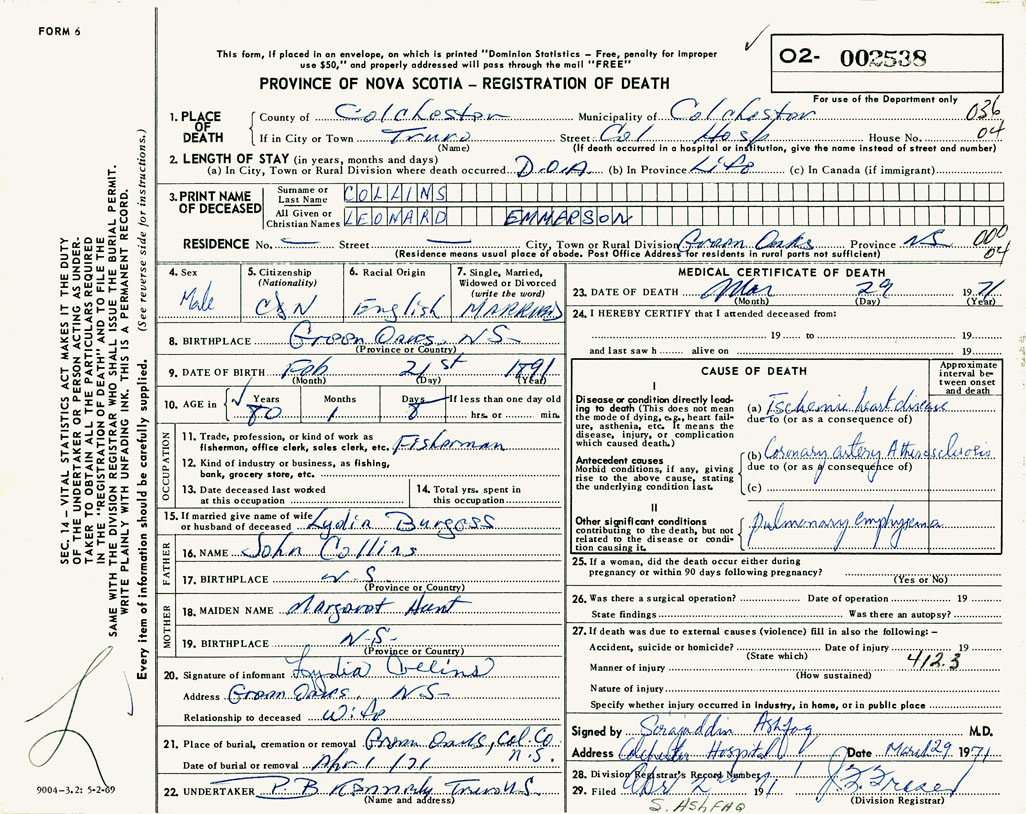 FORM 6
This form, if placed in an envelope, on which is printed "Dominion Statistics – Free, penalty for improper
use $50," and properly addressed will pass through the mail "FREE"
PROVINCE OF NOVA SCOTIA – REGISTRATION OF DEATH
O2- 002538
For use of the Department only
SEC. 14 – VITAL STATISTICS ACT MAKES IT THE DUTY
OF THE UNDERTAKER OR PERSON ACTING AS UNDER-
TAKER TO OBTAIN ALL THE PARTICULARS REQUIRED
IN THE "REGISTRATION OF DEATH" AND TO FILE THE
SAME WITH THE DIVISION REGISTRAR WHO SHALL ISSUE THE BURIAL PERMIT.
WRITE PLAINLY WITH UNFADING INK. THIS IS A PERMANENT RECORD.
Every item of information should be carefully supplied. (See reverse side for instructions.)
1. PLACE OF DEATH
County of Colchester Municipality of Colchester 036
If in City or Town Truro Street Col Hosp House No. 04
(Name) (If death occurred in a hospital or institution, give the name instead of street and number)
2. LENGTH OF STAY (in years, months and days)
(a) In City, Town or Rural Division where death occurred D.O.A. (b) In Province Life (c) In Canada (if immigrant)
3. PRINT NAME OF DECEASED
Surname or Last Name COLLINS
All Given or Christian Names LEONARD EMMERSON
RESIDENCE No. — Street — City, Town or Rural Division Green Oaks Province NS 000 04
(Residence means usual place of abode. Post Office Address for residents in rural parts not sufficient)
4. Sex
Male
5. Citizenship
(Nationality)
CDN
6. Racial Origin
English
7. Single, Married,
Widowed or Divorced
(write the word)
MARRIED
8. BIRTHPLACE Green Oaks, NS
(Province or Country)
9. DATE OF BIRTH Feb 21st 1891
(Month) (Day) (Year)
10. AGE in Years Months Days If less than one day old
80 1 8 hrs. or min.
OCCUPATION
11. Trade, profession, or kind of work as
fisherman, office clerk, sales clerk, etc. Fisherman
12. Kind of industry or business, as fishing,
bank, grocery store, etc.
13. Date deceased last worked
at this occupation
14. Total yrs. spent in
this occupation
15. If married give name of wife
or husband of deceased Lydia Burgess
FATHER
16. NAME John Collins
17. BIRTHPLACE N.S.
(Province or Country)
MOTHER
18. MAIDEN NAME Margaret Hunt
19. BIRTHPLACE N.S.
(Province or Country)
20. Signature of informant Lydia Collins
Address Green Oaks, NS
Relationship to deceased Wife
21. Place of burial, cremation or removal Green Oaks, Col. Co. N.S.
Date of burial or removal Apr 1/71
22. UNDERTAKER P. B. Kennedy Truro N.S.
(Name and address)
9004–3.2: 5-2-69
MEDICAL CERTIFICATE OF DEATH
23. DATE OF DEATH Mar 29 1971
(Month) (Day) (Year)
24. I HEREBY CERTIFY that I attended deceased from:
19 to 19
and last saw h alive on 19
CAUSE OF DEATH
Approximate
interval be-
tween onset
and death
I
Disease or condition directly lead-
ing to death (This does not mean
the mode of dying, e.g., heart fail-
ure, asthenia, etc. It means the
disease, injury, or complication
which caused death.)
(a) Ischemic heart disease
due to (or as a consequence of)
Antecedent causes
Morbid conditions, if any, giving
rise to the above cause, stating
the underlying condition last.
(b) Coronary artery Atherosclerosis
due to (or as a consequence of)
(c)
II
Other significant conditions
contributing to the death, but not
related to the disease or condi-
tion causing it.
Pulmonary emphysema
25. If a woman, did the death occur either during
pregnancy or within 90 days following pregnancy?
(Yes or No)
26. Was there a surgical operation? Date of operation 19
State findings Was there an autopsy?
27. If death was due to external causes (violence) fill in also the following: –
Accident, suicide or homicide? Date of injury 19
(State which) 412.3
Manner of injury
(How sustained)
Nature of injury
Specify whether injury occurred in industry, in home, or in public place
Signed by Sirajuddin Ashfaq M.D.
Address Colchester Hospital Date March 29 1971
28. Division Registrar's Record Number
29. Filed Apr 2nd 1971 J. F. Fraser
(Division Registrar)
S. ASHFAQ